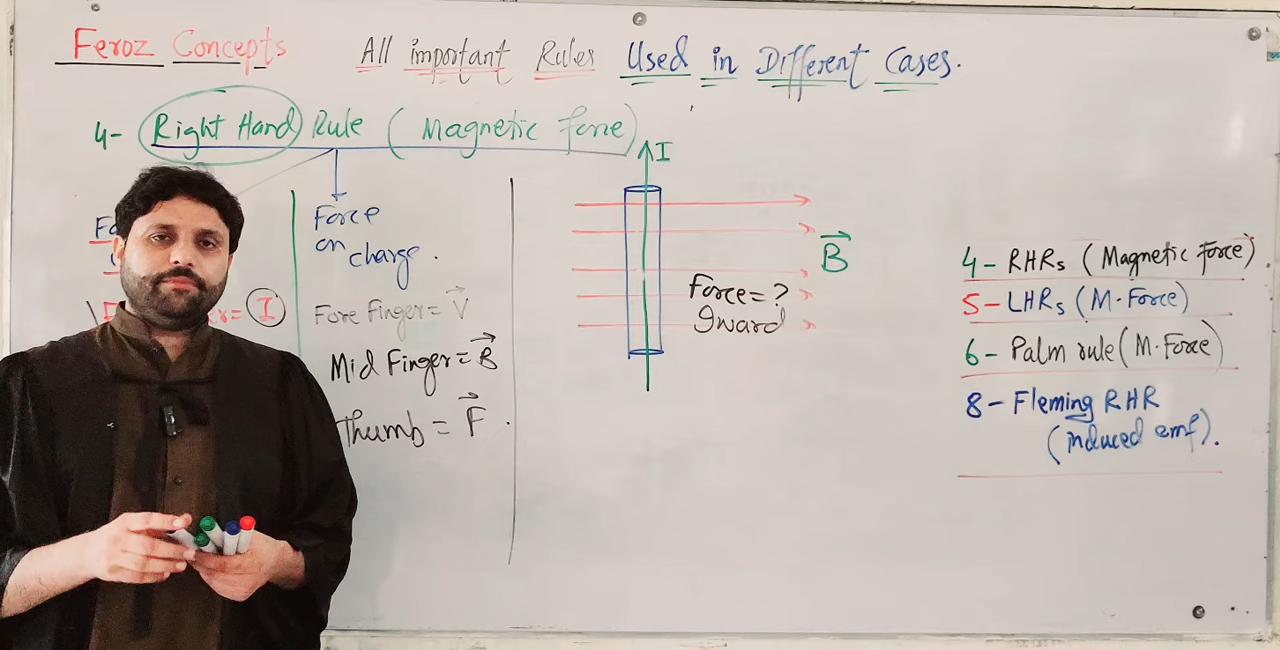 Feroz Concepts
All important Rules Used in Different Cases.
4- Right Hand Rule (Magnetic force)
Force
on
charge.
Fore Finger = V
Mid Finger = B
Thumb = F.
= I
I
B
Force = ?
Inward
4- RHRs (Magnetic force)
5- LHRs (M.Force)
6- Palm rule (M.Force)
8- Fleming RHR
(induced emf).